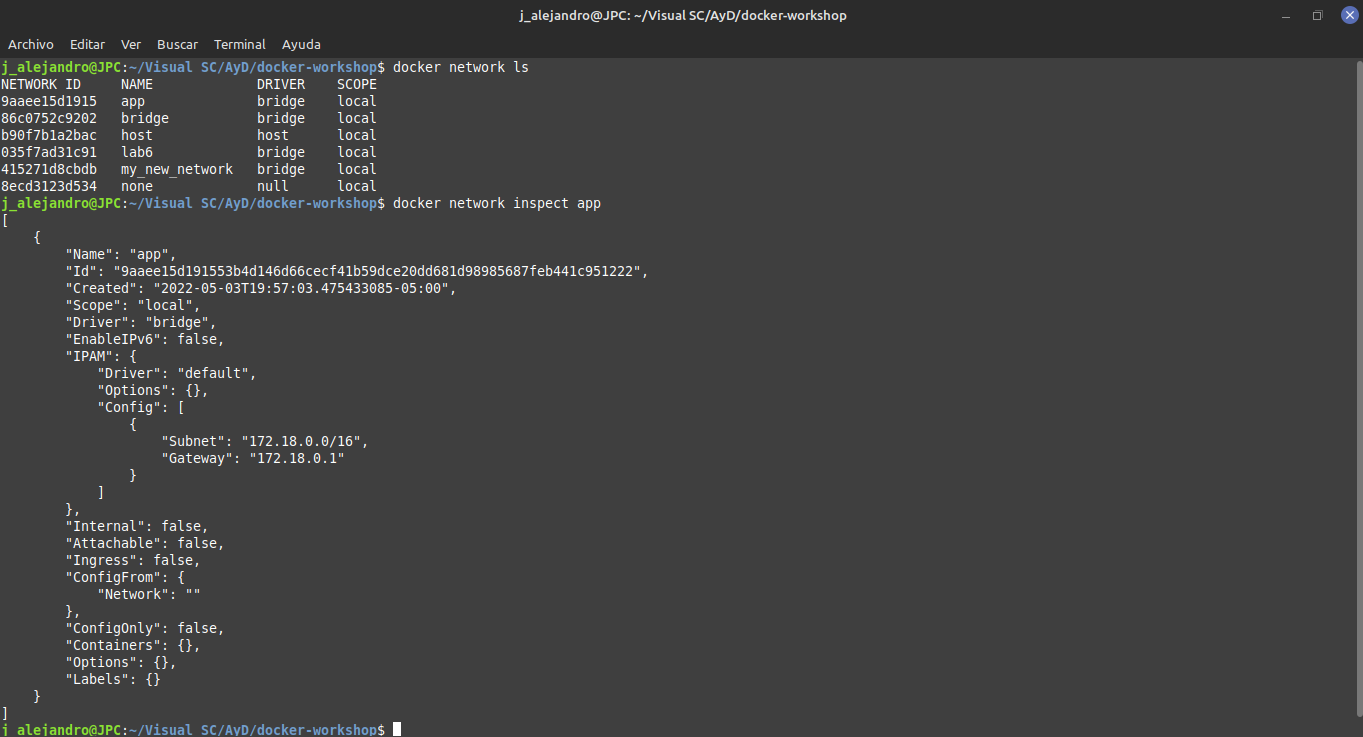 j_alejandro@JPC: ~/Visual SC/AyD/docker-workshop
Archivo Editar Ver Buscar Terminal Ayuda
j_alejandro@JPC:~/Visual SC/AyD/docker-workshop$ docker network ls
NETWORK ID     NAME             DRIVER    SCOPE
9aaee15d1915   app              bridge    local
86c0752c9202   bridge           bridge    local
b90f7b1a2bac   host             host      local
035f7ad31c91   lab6             bridge    local
415271d8cbdb   my_new_network   bridge    local
8ecd3123d534   none             null      local
j_alejandro@JPC:~/Visual SC/AyD/docker-workshop$ docker network inspect app
[
    {
        "Name": "app",
        "Id": "9aaee15d191553b4d146d66cecf41b59dce20dd681d98985687feb441c951222",
        "Created": "2022-05-03T19:57:03.475433085-05:00",
        "Scope": "local",
        "Driver": "bridge",
        "EnableIPv6": false,
        "IPAM": {
            "Driver": "default",
            "Options": {},
            "Config": [
                {
                    "Subnet": "172.18.0.0/16",
                    "Gateway": "172.18.0.1"
                }
            ]
        },
        "Internal": false,
        "Attachable": false,
        "Ingress": false,
        "ConfigFrom": {
            "Network": ""
        },
        "ConfigOnly": false,
        "Containers": {},
        "Options": {},
        "Labels": {}
    }
]
j_alejandro@JPC:~/Visual SC/AyD/docker-workshop$